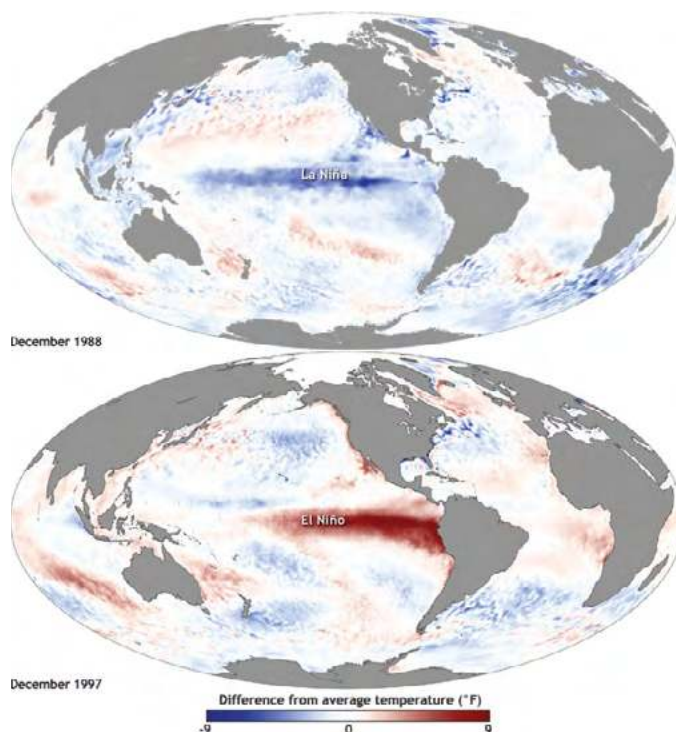 La Niña
December 1988
El Niño
December 1997
Difference from average temperature (°F)
-9 0 9